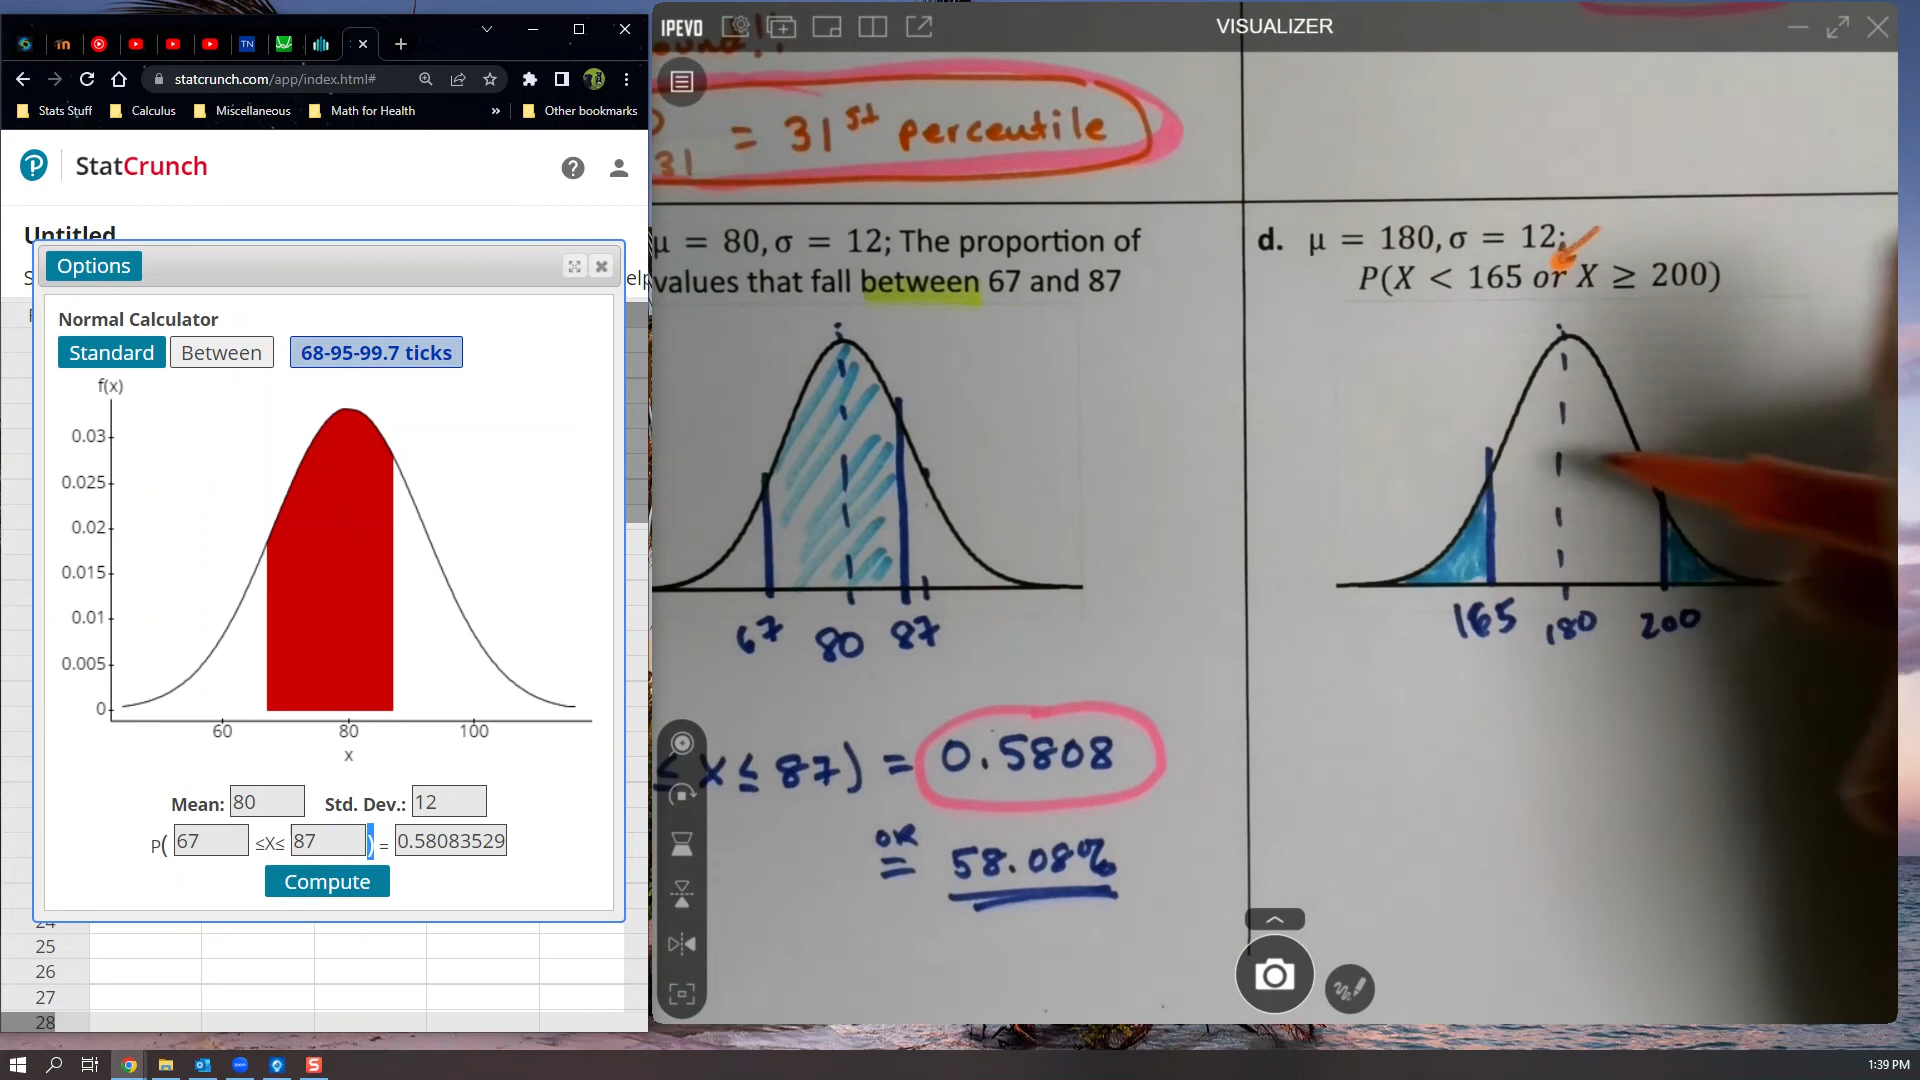 statcrunch.com/app/index.html#
Stats Stuff
Calculus
Miscellaneous
Math for Health
»
Other bookmarks
StatCrunch
Untitled
Options
Normal Calculator
Standard
Between
68-95-99.7 ticks
f(x)
0.03
0.025
0.02
0.015
0.01
0.005
0
60 80 100
x
Mean: 80 Std. Dev.: 12
P( 67 ≤X≤ 87 ) = 0.58083529
Compute
24
25
26
27
28
IPEVO
VISUALIZER
31 = 31st percentile
μ = 80, σ = 12; The proportion of
values that fall between 67 and 87
67 80 87
≤ X ≤ 87) = 0.5808
OR
= 58.08%
d. μ = 180, σ = 12;
P(X < 165 or X ≥ 200)
165 180 200
1:39 PM